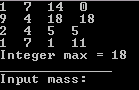 1 7 14 0
9 4 18 18
2 4 5 5
1 7 1 11
Integer max = 18
_______________
Input mass: